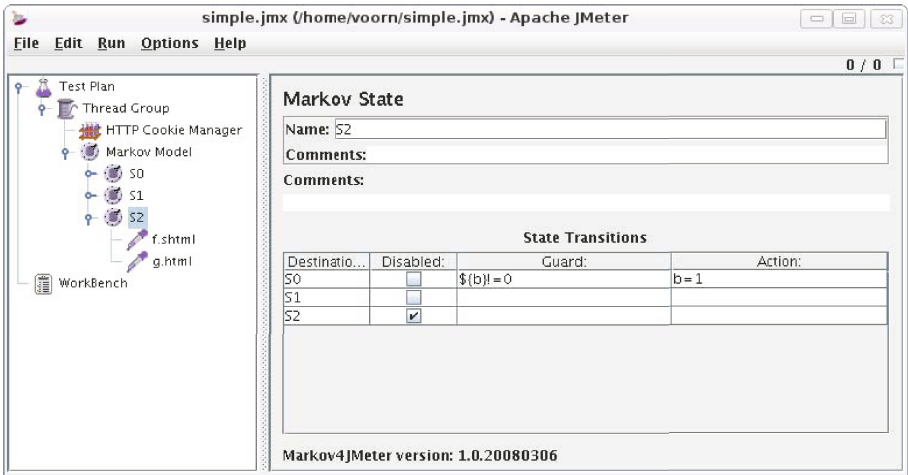 simple.jmx (/home/voorn/simple.jmx) - Apache JMeter
File Edit Run Options Help
0 / 0
Test Plan
Thread Group
HTTP Cookie Manager
Markov Model
S0
S1
S2
f.shtml
g.html
WorkBench
Markov State
Name: S2
Comments:
Comments:
State Transitions
Destinatio... Disabled: Guard: Action:
S0 ${b}!=0 b=1
S1
S2
Markov4JMeter version: 1.0.20080306